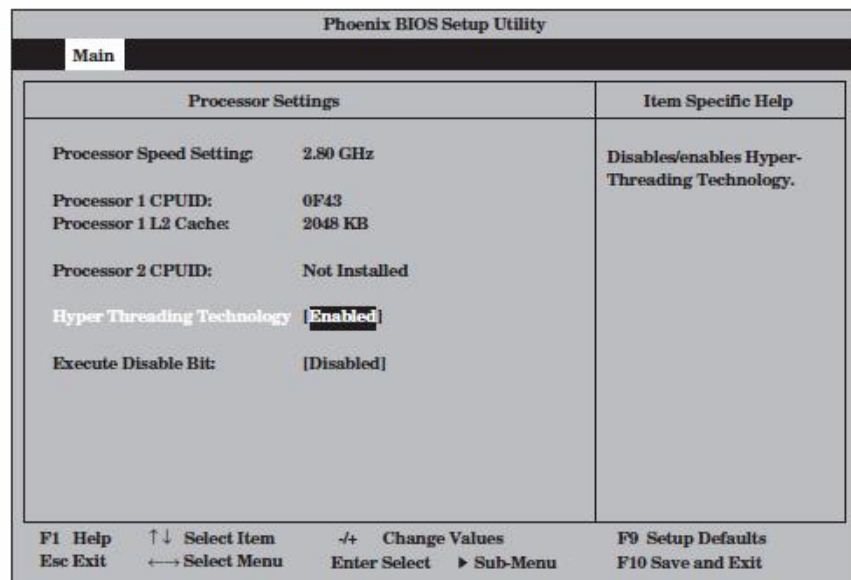 Phoenix BIOS Setup Utility
Main
Processor Settings
Item Specific Help
Processor Speed Setting: 2.80 GHz
Disables/enables Hyper-
Threading Technology.
Processor 1 CPUID: 0F43
Processor 1 L2 Cache: 2048 KB
Processor 2 CPUID: Not Installed
Hyper Threading Technology [Enabled]
Execute Disable Bit: [Disabled]
F1 Help ↑↓ Select Item -/+ Change Values F9 Setup Defaults
Esc Exit ←→ Select Menu Enter Select ▶ Sub-Menu F10 Save and Exit